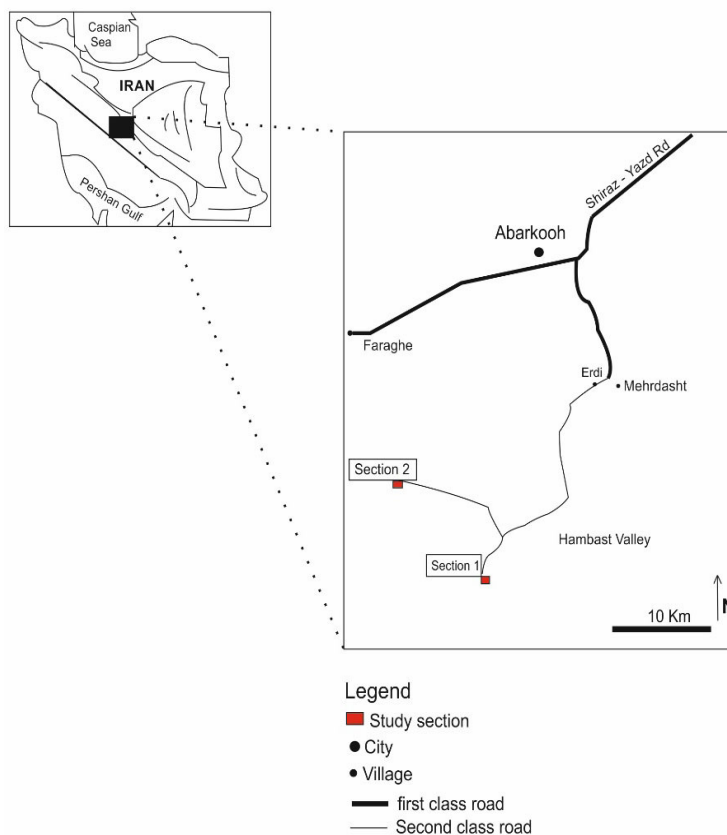 Caspian
Sea
IRAN
Pershan Gulf
Shiraz - Yazd Rd
Abarkooh
Faraghe
Erdi
Mehrdasht
Section 2
Hambast Valley
Section 1
10 Km
N
Legend
Study section
City
Village
first class road
Second class road